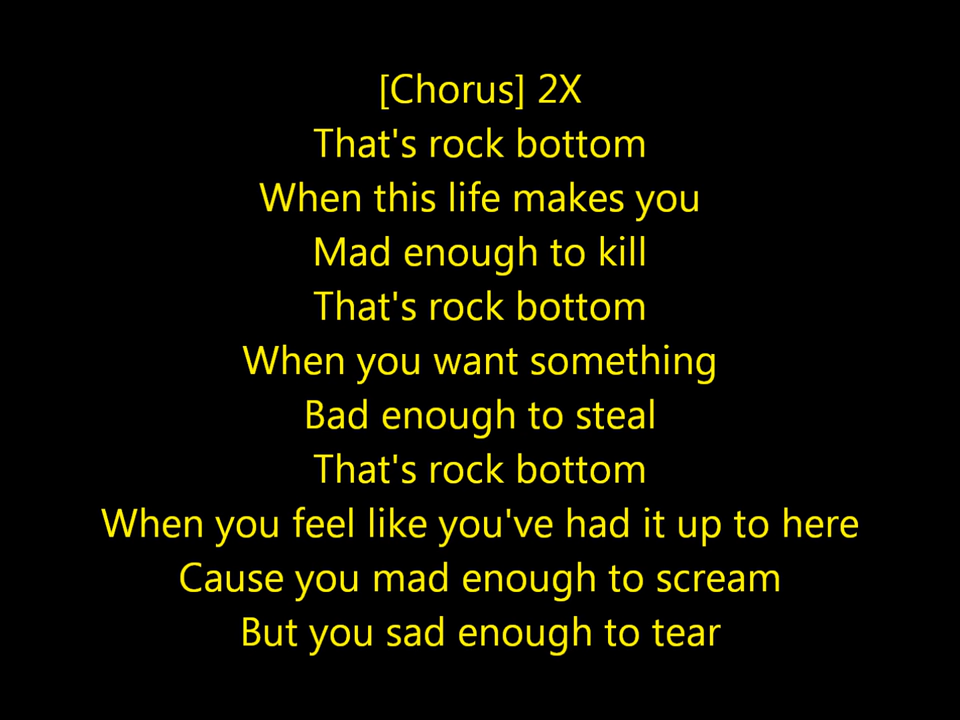 [Chorus] 2X
That's rock bottom
When this life makes you
Mad enough to kill
That's rock bottom
When you want something
Bad enough to steal
That's rock bottom
When you feel like you've had it up to here
Cause you mad enough to scream
But you sad enough to tear